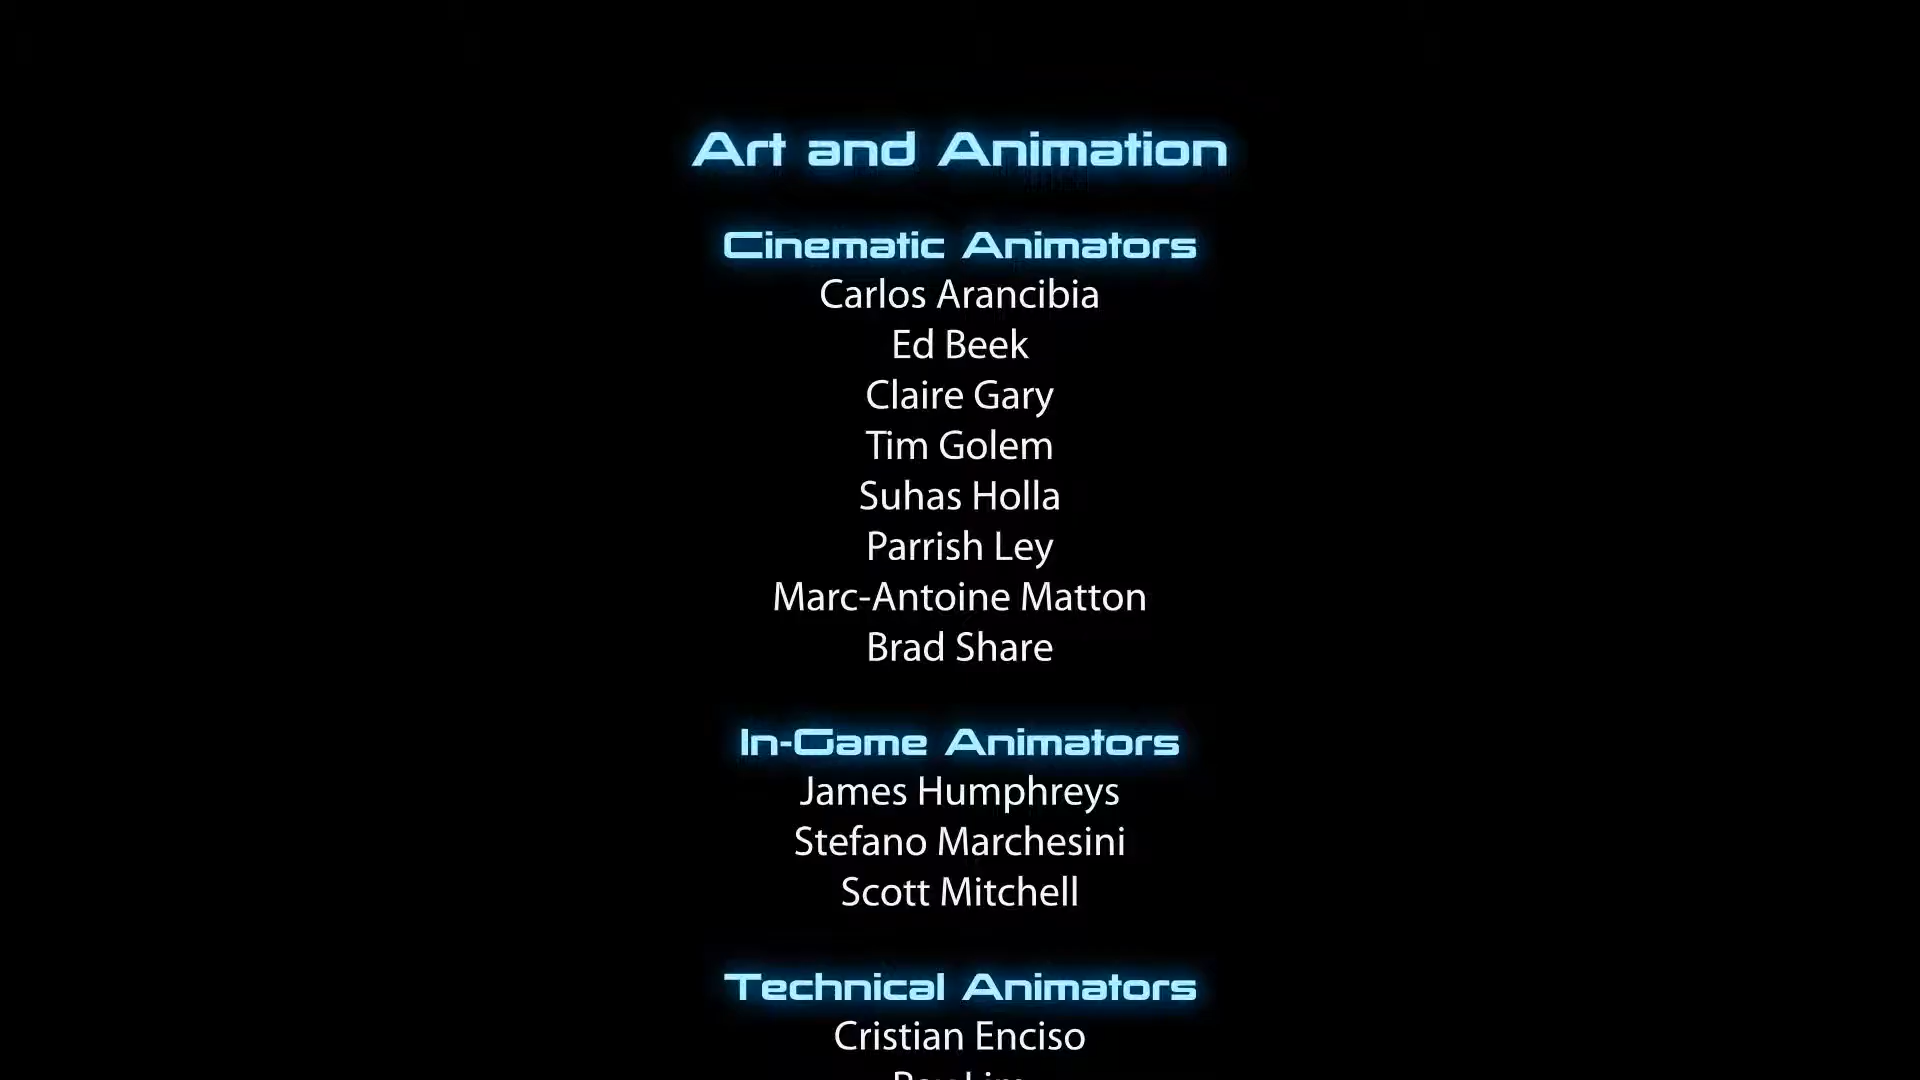 Art and Animation
Cinematic Animators
Carlos Arancibia
Ed Beek
Claire Gary
Tim Golem
Suhas Holla
Parrish Ley
Marc-Antoine Matton
Brad Share
In-Game Animators
James Humphreys
Stefano Marchesini
Scott Mitchell
Technical Animators
Cristian Enciso